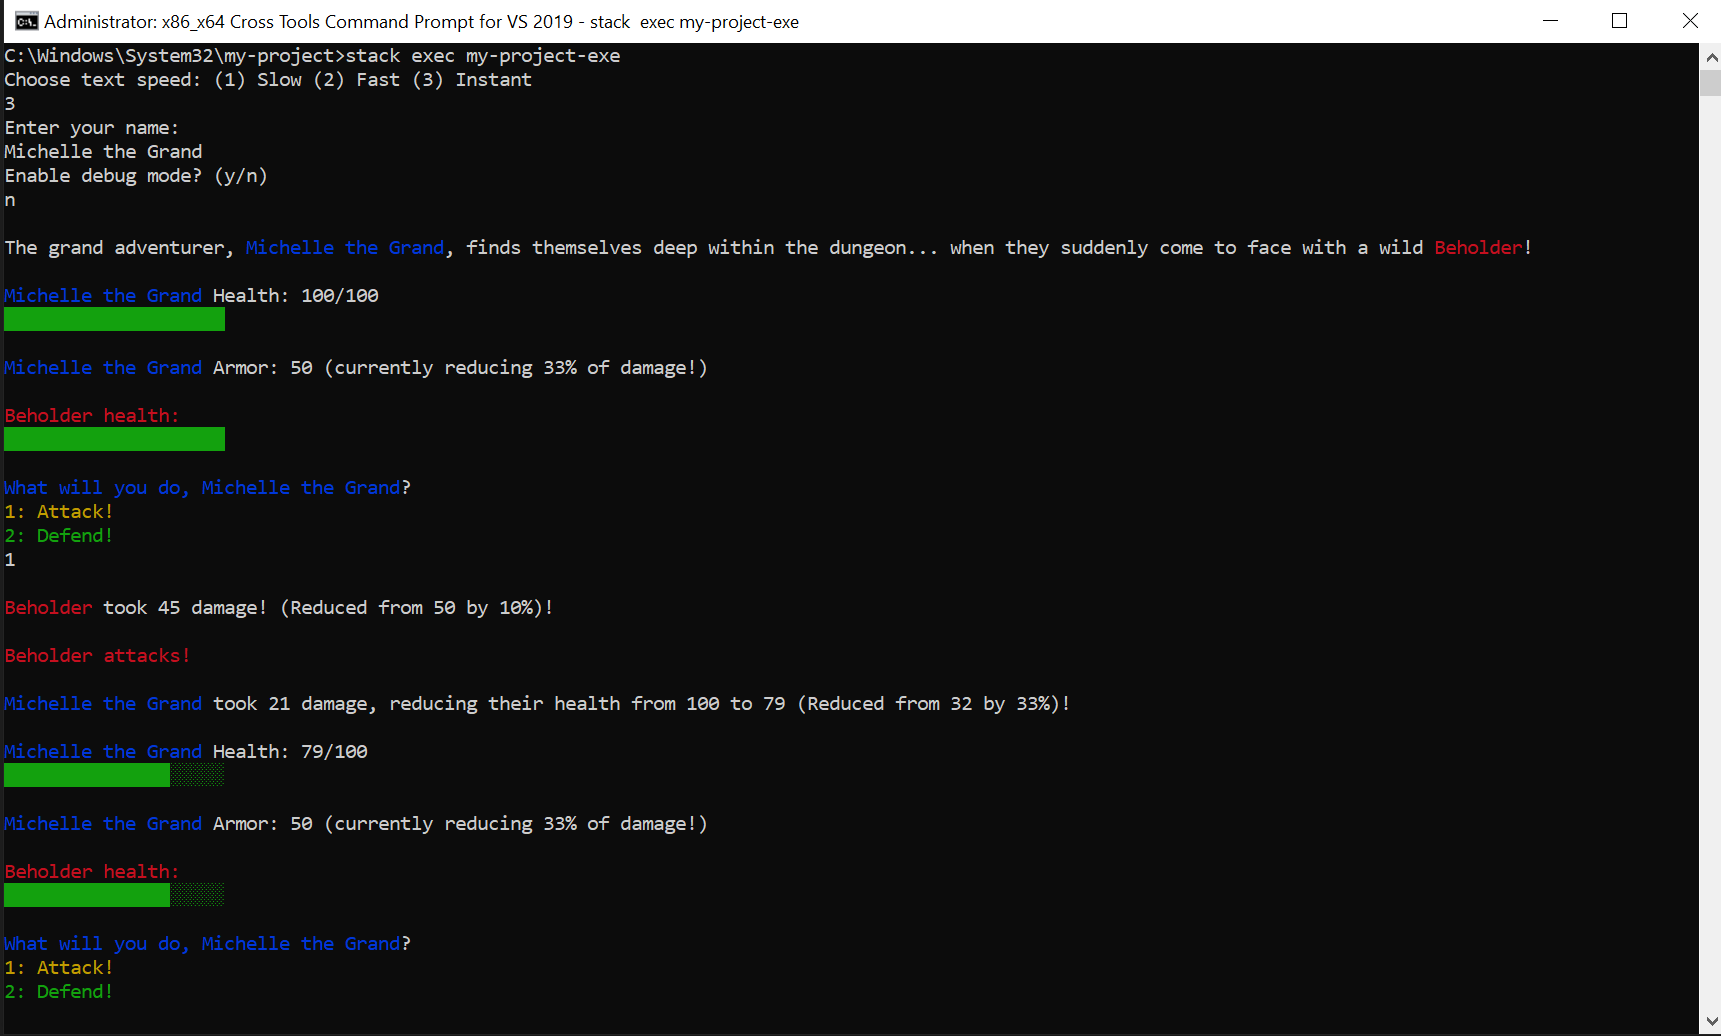 Administrator: x86_x64 Cross Tools Command Prompt for VS 2019 - stack  exec my-project-exe
C:\Windows\System32\my-project>stack exec my-project-exe
Choose text speed: (1) Slow (2) Fast (3) Instant
3
Enter your name:
Michelle the Grand
Enable debug mode? (y/n)
n
The grand adventurer, Michelle the Grand, finds themselves deep within the dungeon... when they suddenly come to face with a wild Beholder!
Michelle the Grand Health: 100/100
Michelle the Grand Armor: 50 (currently reducing 33% of damage!)
Beholder health:
What will you do, Michelle the Grand?
1: Attack!
2: Defend!
1
Beholder took 45 damage! (Reduced from 50 by 10%)!
Beholder attacks!
Michelle the Grand took 21 damage, reducing their health from 100 to 79 (Reduced from 32 by 33%)!
Michelle the Grand Health: 79/100
Michelle the Grand Armor: 50 (currently reducing 33% of damage!)
Beholder health:
What will you do, Michelle the Grand?
1: Attack!
2: Defend!